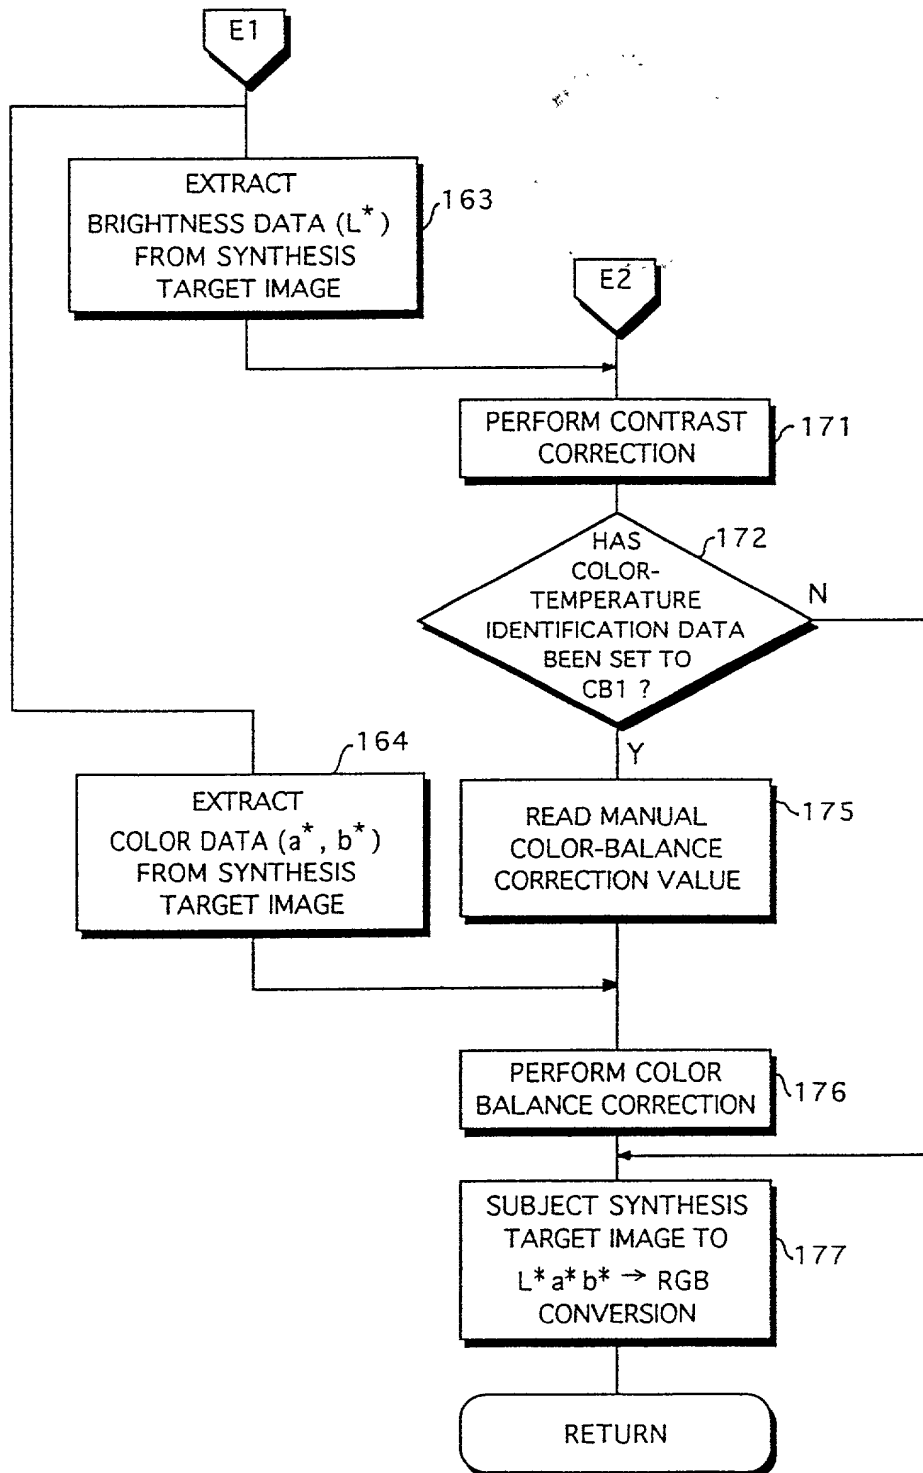 E1
EXTRACT
BRIGHTNESS DATA (L*)
FROM SYNTHESIS
TARGET IMAGE
163
E2
PERFORM CONTRAST
CORRECTION
171
HAS
COLOR-
TEMPERATURE
IDENTIFICATION DATA
BEEN SET TO
CB1 ?
172
N
Y
164
EXTRACT
COLOR DATA (a*, b*)
FROM SYNTHESIS
TARGET IMAGE
READ MANUAL
COLOR-BALANCE
CORRECTION VALUE
175
PERFORM COLOR
BALANCE CORRECTION
176
SUBJECT SYNTHESIS
TARGET IMAGE TO
L* a* b* → RGB
CONVERSION
177
RETURN